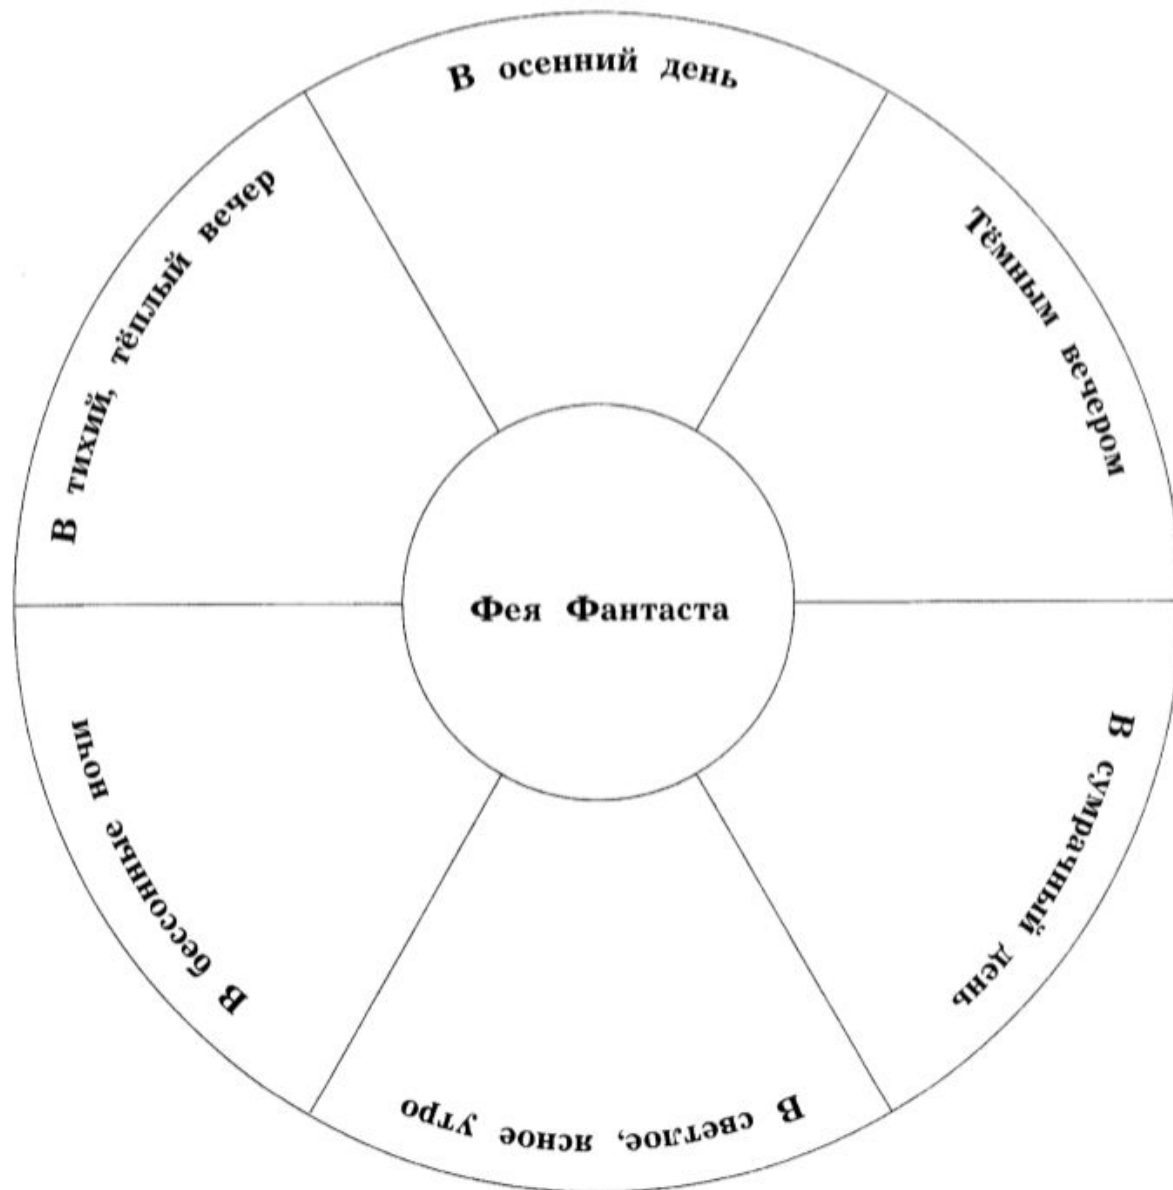 В осенний день
Тёмным вечером
В сумрачный день
В светлое, ясное утро
В бессонные ночи
В тихий, тёплый вечер
Фея Фантаста